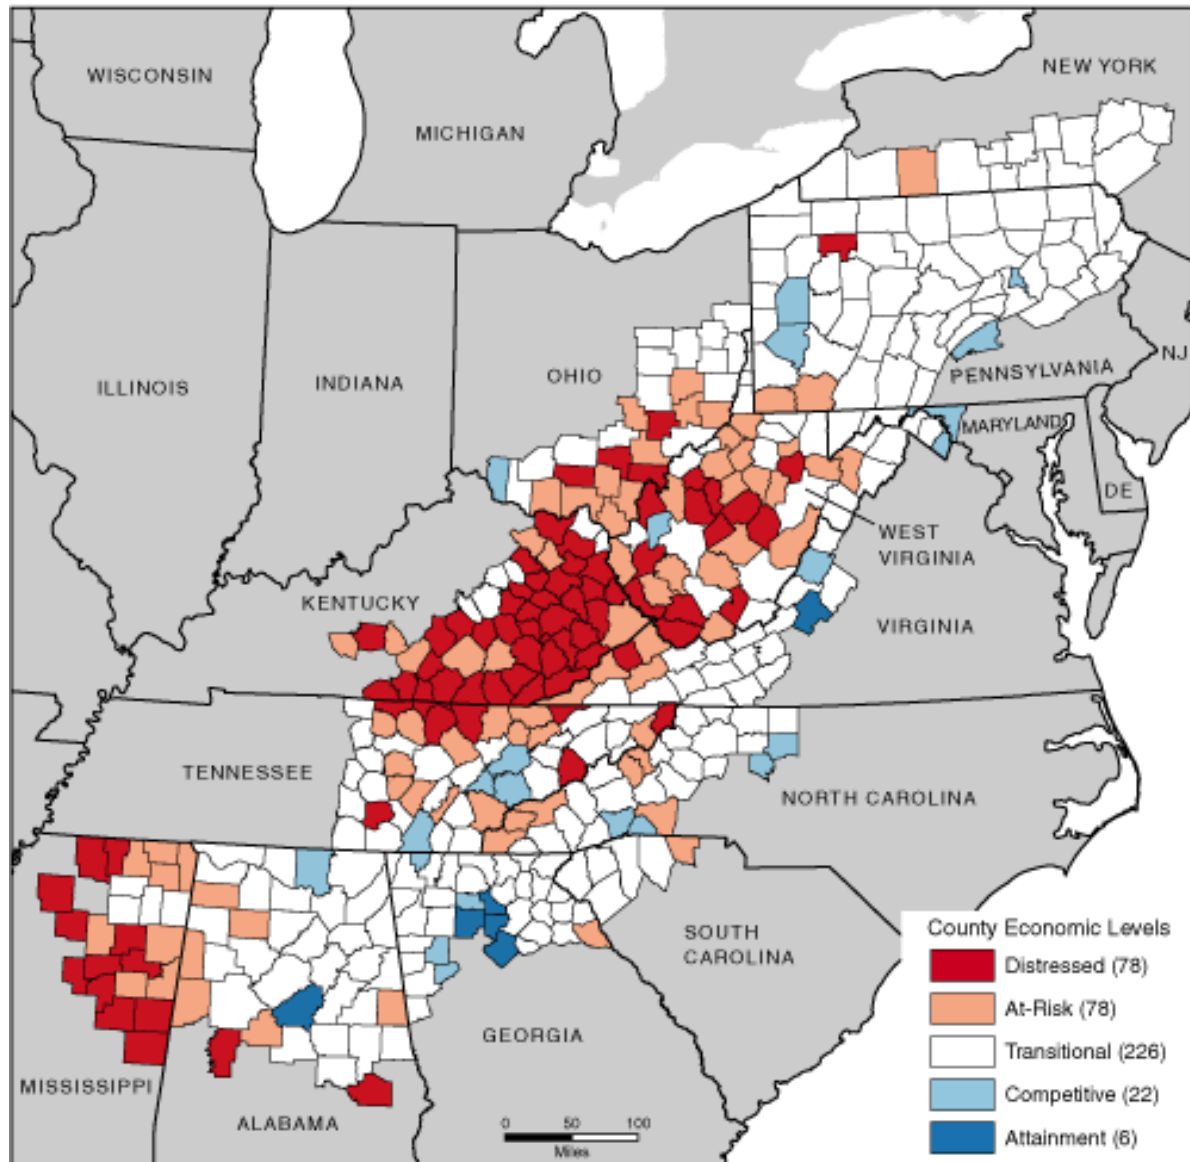 WISCONSIN
NEW YORK
MICHIGAN
ILLINOIS
INDIANA
OHIO
PENNSYLVANIA
NJ
MARYLAND
DE
WEST
VIRGINIA
KENTUCKY
VIRGINIA
TENNESSEE
NORTH CAROLINA
SOUTH
CAROLINA
GEORGIA
MISSISSIPPI
ALABAMA
0 50 100
Miles
County Economic Levels
Distressed (78)
At-Risk (78)
Transitional (226)
Competitive (22)
Attainment (6)